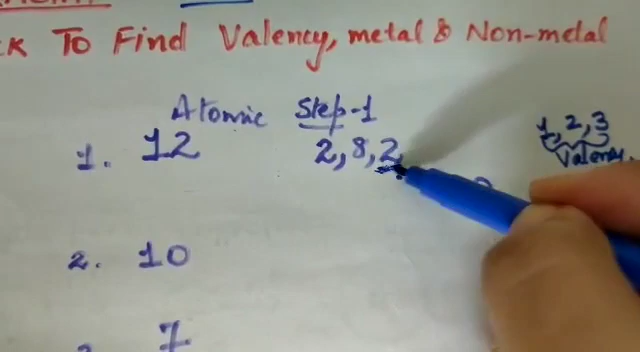 To Find Valency, metal & Non-metal
Atomic Step-1
1. 12 2,8,2 1,2,3
Valency
2. 10
7